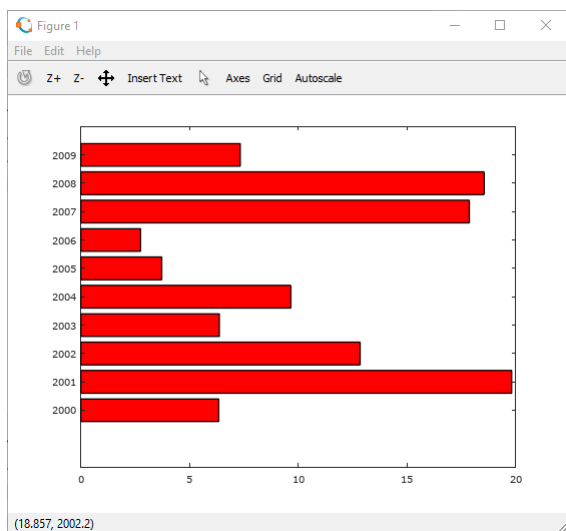 Figure 1
File Edit Help
Z+ Z- Insert Text Axes Grid Autoscale
2009
2008
2007
2006
2005
2004
2003
2002
2001
2000
0 5 10 15 20
(18.857, 2002.2)